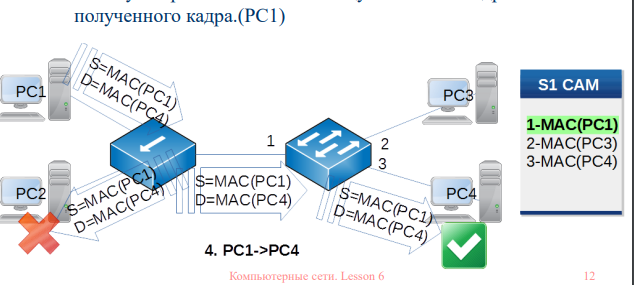 полученного кадра.(PC1)
S=MAC(PC1)
D=MAC(PC4)
PC1
PC3
S1 CAM
1-MAC(PC1)
2-MAC(PC3)
3-MAC(PC4)
1
2
3
PC2
S=MAC(PC1)
D=MAC(PC4)
S=MAC(PC1)
D=MAC(PC4)
S=MAC(PC1)
D=MAC(PC4)
PC4
4. PC1->PC4
Компьютерные сети. Lesson 6
12